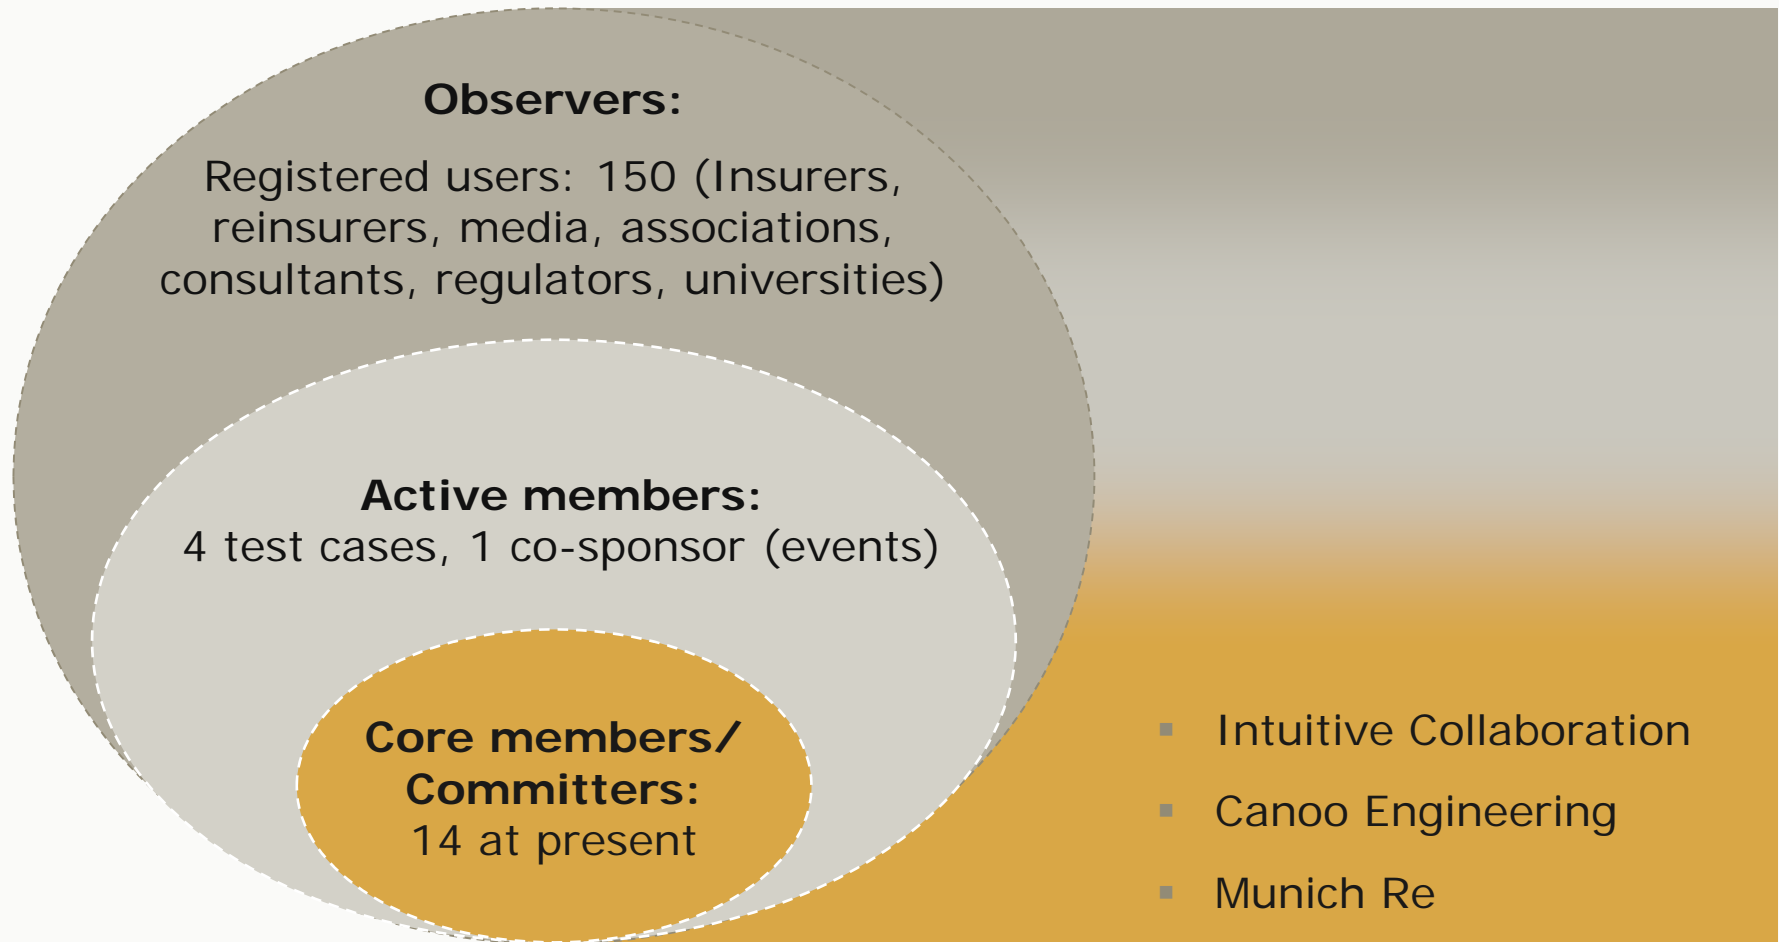 Observers:
Registered users: 150 (Insurers,
reinsurers, media, associations,
consultants, regulators, universities)
Active members:
4 test cases, 1 co-sponsor (events)
Core members/
Committers:
14 at present
▪ Intuitive Collaboration
▪ Canoo Engineering
▪ Munich Re